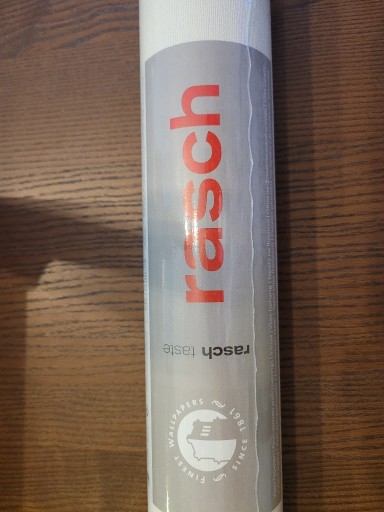 rasch
rasch taste
FINEST WALLPAPERS ~ SINCE 1861 ~